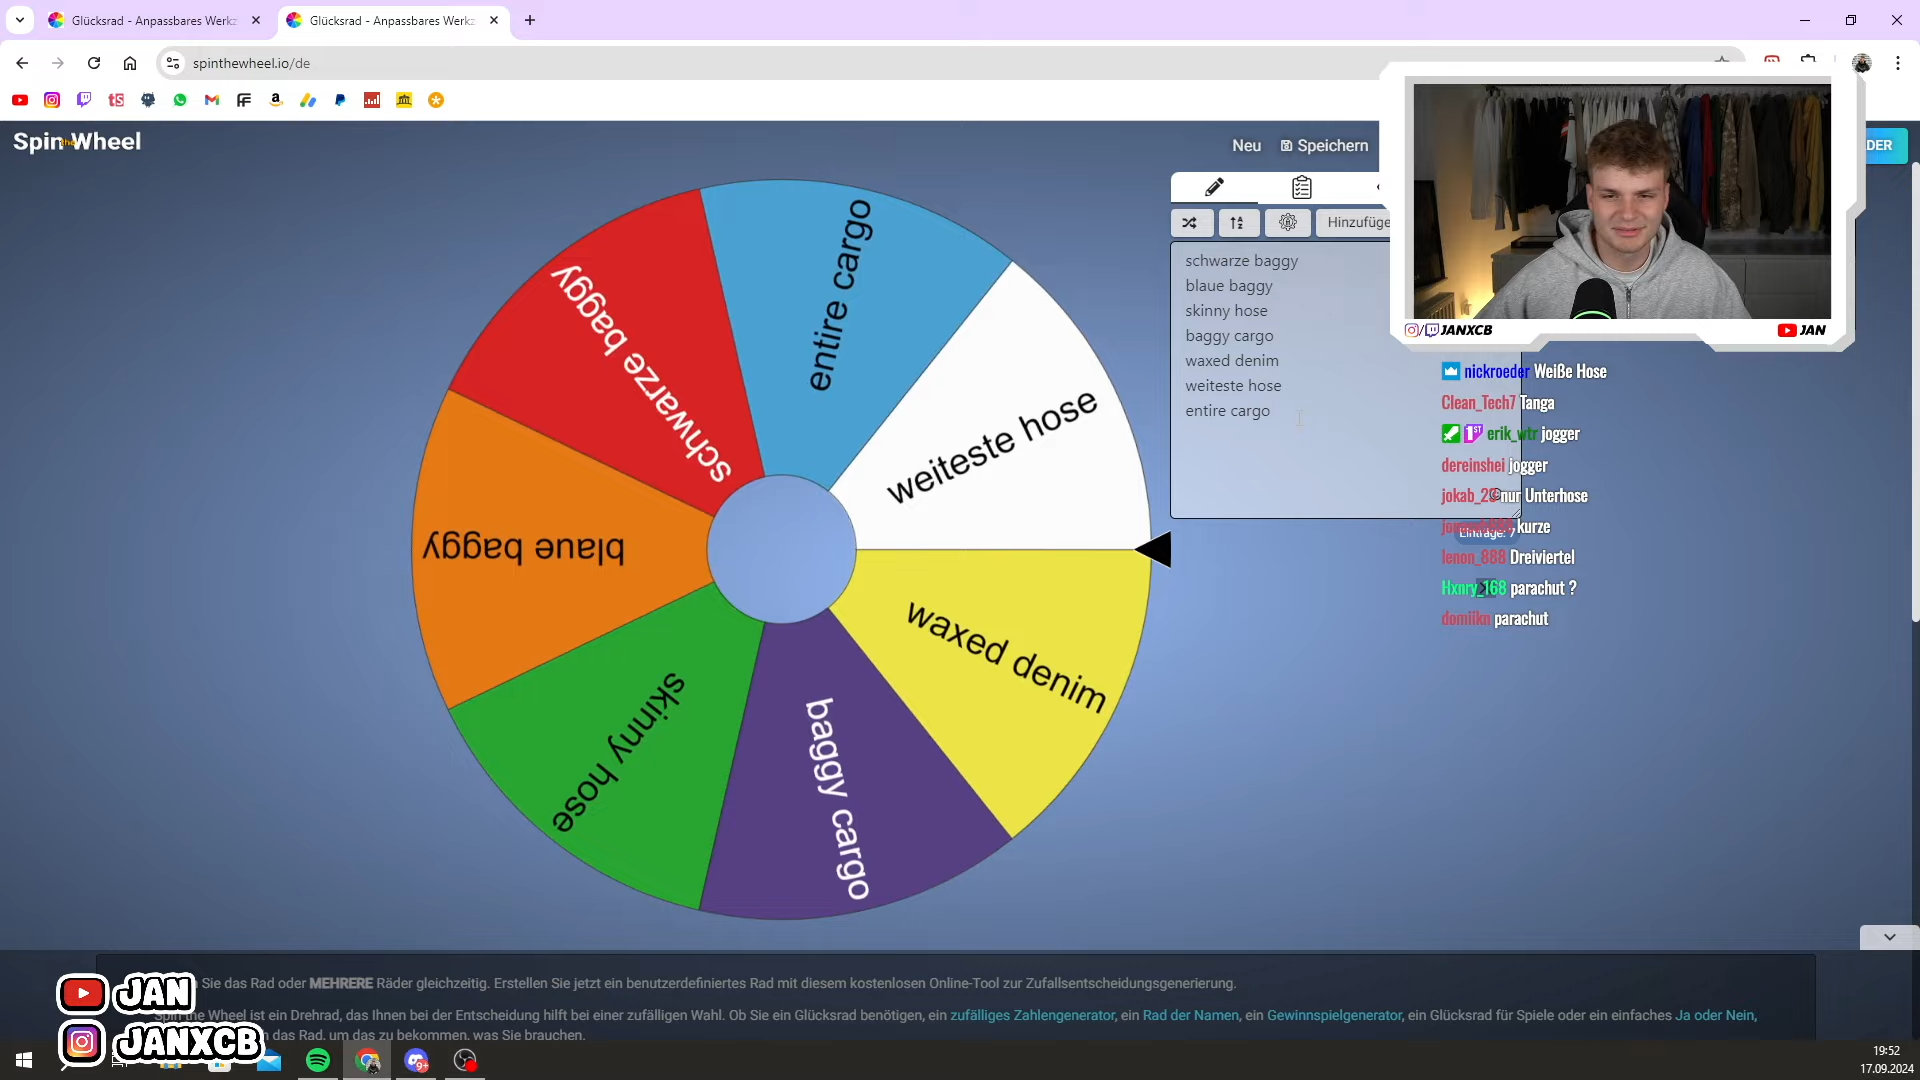 Glücksrad - Anpassbares Werkz
Glücksrad - Anpassbares Werkz
spinthewheel.io/de
Spin the Wheel
Neu
Speichern
DER
Hinzufüge
schwarze baggy
blaue baggy
skinny hose
baggy cargo
waxed denim
weiteste hose
entire cargo
Einträge: 7
entire cargo
weiteste hose
waxed denim
baggy cargo
skinny hose
blaue baggy
schwarze baggy
JANXCB
JAN
nickroeder Weiße Hose
Clean_Tech7 Tanga
1ST erik_wtr jogger
dereinshei jogger
nur Unterhose
kurze
lenon_888 Dreiviertel
Hxnry_168 parachut ?
domiikn parachut
Sie das Rad oder MEHRERE Räder gleichzeitig. Erstellen Sie jetzt ein benutzerdefiniertes Rad mit diesem kostenlosen Online-Tool zur Zufallsentscheidungsgenerierung.
Spin the Wheel ist ein Drehrad, das Ihnen bei der Entscheidung hilft bei einer zufälligen Wahl. Ob Sie ein Glücksrad benötigen, ein zufälliges Zahlengenerator, ein Rad der Namen, ein Gewinnspielgenerator, ein Glücksrad für Spiele oder ein einfaches Ja oder Nein,
das Rad, um das zu bekommen, was Sie brauchen.
JAN
JANXCB
9+
19:52
17.09.2024